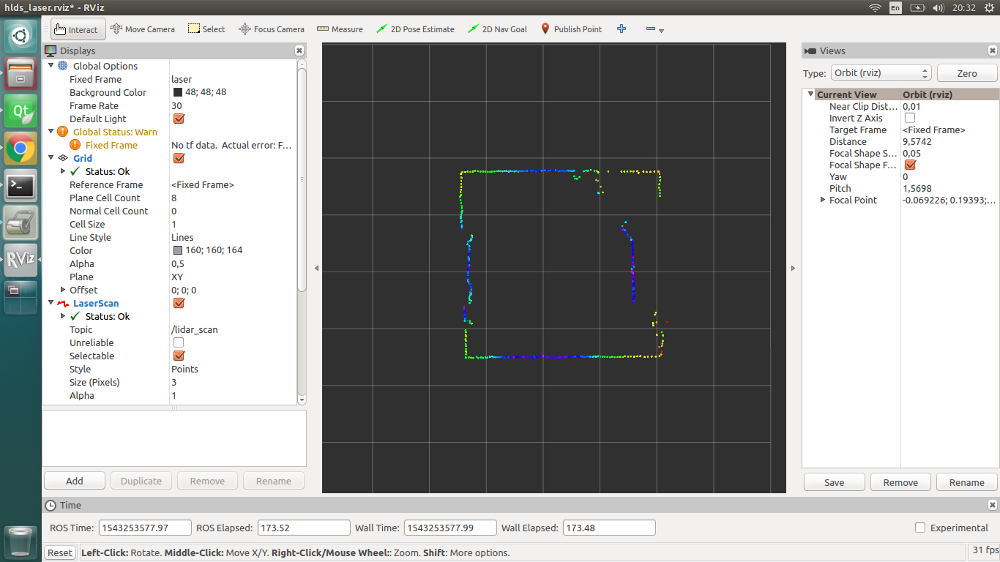 hlds_laser.rviz* - RViz
En
20:32
Interact
Move Camera
Select
Focus Camera
Measure
2D Pose Estimate
2D Nav Goal
Publish Point
Displays
Global Options
Fixed Frame laser
Background Color 48; 48; 48
Frame Rate 30
Default Light
Global Status: Warn
Fixed Frame No tf data. Actual error: F...
Grid
Status: Ok
Reference Frame <Fixed Frame>
Plane Cell Count 8
Normal Cell Count 0
Cell Size 1
Line Style Lines
Color 160; 160; 164
Alpha 0,5
Plane XY
Offset 0; 0; 0
LaserScan
Status: Ok
Topic /lidar_scan
Unreliable
Selectable
Style Points
Size (Pixels) 3
Alpha 1
Add Duplicate Remove Rename
Qt
RViz
Views
Type: Orbit (rviz) Zero
Current View Orbit (rviz)
Near Clip Dist... 0,01
Invert Z Axis
Target Frame <Fixed Frame>
Distance 9,5742
Focal Shape S... 0,05
Focal Shape F...
Yaw 0
Pitch 1,5698
Focal Point -0.069226; 0.19393;...
Save Remove Rename
Time
ROS Time: 1543253577.97 ROS Elapsed: 173.52 Wall Time: 1543253577.99 Wall Elapsed: 173.48 Experimental
Reset Left-Click: Rotate. Middle-Click: Move X/Y. Right-Click/Mouse Wheel:: Zoom. Shift: More options. 31 fps